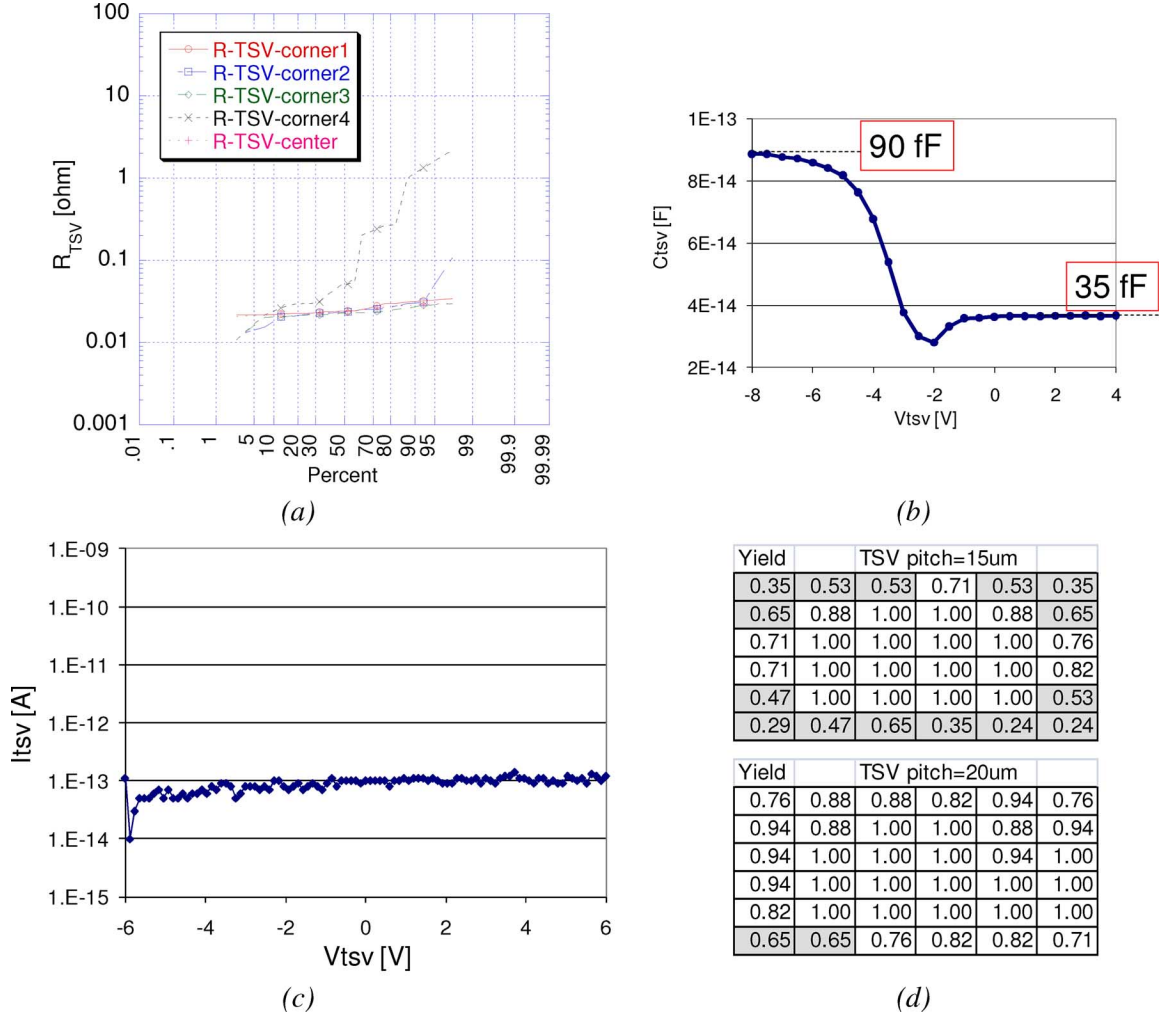 100
10
1
0.1
0.01
0.001
R_TSV [ohm]
R-TSV-corner1
R-TSV-corner2
R-TSV-corner3
R-TSV-corner4
R-TSV-center
.01 .1 1 5 10 20 30 50 70 80 90 95 99 99.9 99.99
Percent
(a)
1E-13
8E-14
6E-14
4E-14
2E-14
Ctsv [F]
90 fF
35 fF
-8 -6 -4 -2 0 2 4
Vtsv [V]
(b)
1.E-09
1.E-10
1.E-11
1.E-12
1.E-13
1.E-14
1.E-15
Itsv [A]
-6 -4 -2 0 2 4 6
Vtsv [V]
(c)
Yield TSV pitch=15um
0.35 0.53 0.53 0.71 0.53 0.35
0.65 0.88 1.00 1.00 0.88 0.65
0.71 1.00 1.00 1.00 1.00 0.76
0.71 1.00 1.00 1.00 1.00 0.82
0.47 1.00 1.00 1.00 1.00 0.53
0.29 0.47 0.65 0.35 0.24 0.24
Yield TSV pitch=20um
0.76 0.88 0.88 0.82 0.94 0.76
0.94 0.88 1.00 1.00 0.88 0.94
0.94 1.00 1.00 1.00 0.94 1.00
0.94 1.00 1.00 1.00 1.00 1.00
0.82 1.00 1.00 1.00 1.00 1.00
0.65 0.65 0.76 0.82 0.82 0.71
(d)